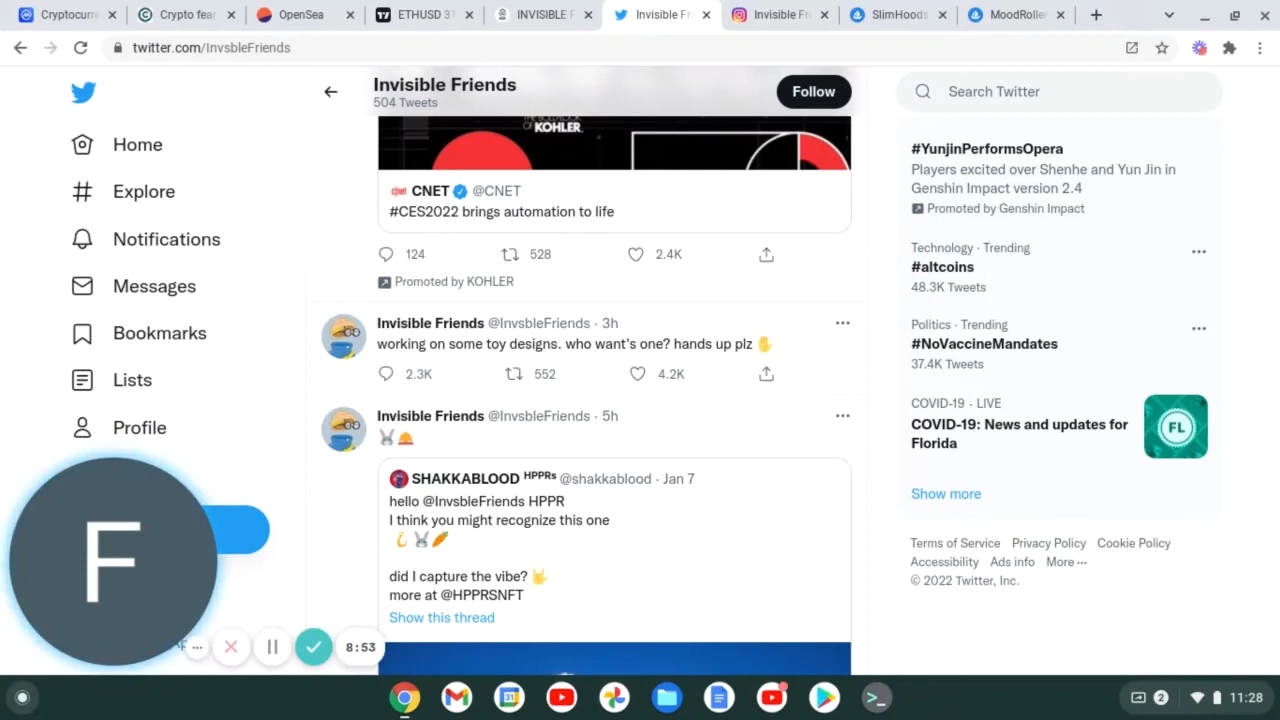 Cryptocurre
Crypto fear
OpenSea
ETHUSD 31
INVISIBLE F
Invisible Fr
Invisible Fri
SlimHoods
MoodRoller
twitter.com/InvsbleFriends
Invisible Friends
504 Tweets
Follow
Search Twitter
Home
Explore
Notifications
Messages
Bookmarks
Lists
Profile
OF KOHLER
cnet CNET @CNET
#CES2022 brings automation to life
124 528 2.4K
Promoted by KOHLER
Invisible Friends @InvsbleFriends · 3h
working on some toy designs. who want's one? hands up plz ✋
2.3K 552 4.2K
Invisible Friends @InvsbleFriends · 5h
🐰🛎
SHAKKABLOOD HPPRs @shakkablood · Jan 7
hello @InvsbleFriends HPPR
I think you might recognize this one
🪝🐰🥕
did I capture the vibe? 🤟
more at @HPPRSNFT
Show this thread
#YunjinPerformsOpera
Players excited over Shenhe and Yun Jin in
Genshin Impact version 2.4
Promoted by Genshin Impact
Technology · Trending
#altcoins
48.3K Tweets
Politics · Trending
#NoVaccineMandates
37.4K Tweets
COVID-19 · LIVE
COVID-19: News and updates for
Florida
FL
Show more
Terms of Service Privacy Policy Cookie Policy
Accessibility Ads info More ···
© 2022 Twitter, Inc.
F
8:53
31
2
11:28